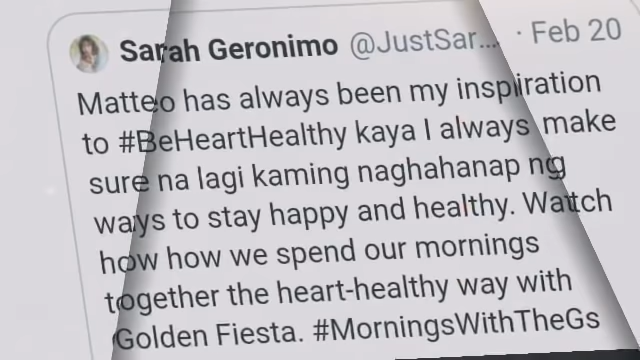 Sarah Geronimo @JustSar... · Feb 20
Matteo has always been my inspiration
to #BeHeartHealthy kaya I always make
sure na lagi kaming naghahanap ng
ways to stay happy and healthy. Watch
how how we spend our mornings
together the heart-healthy way with
Golden Fiesta. #MorningsWithTheGs